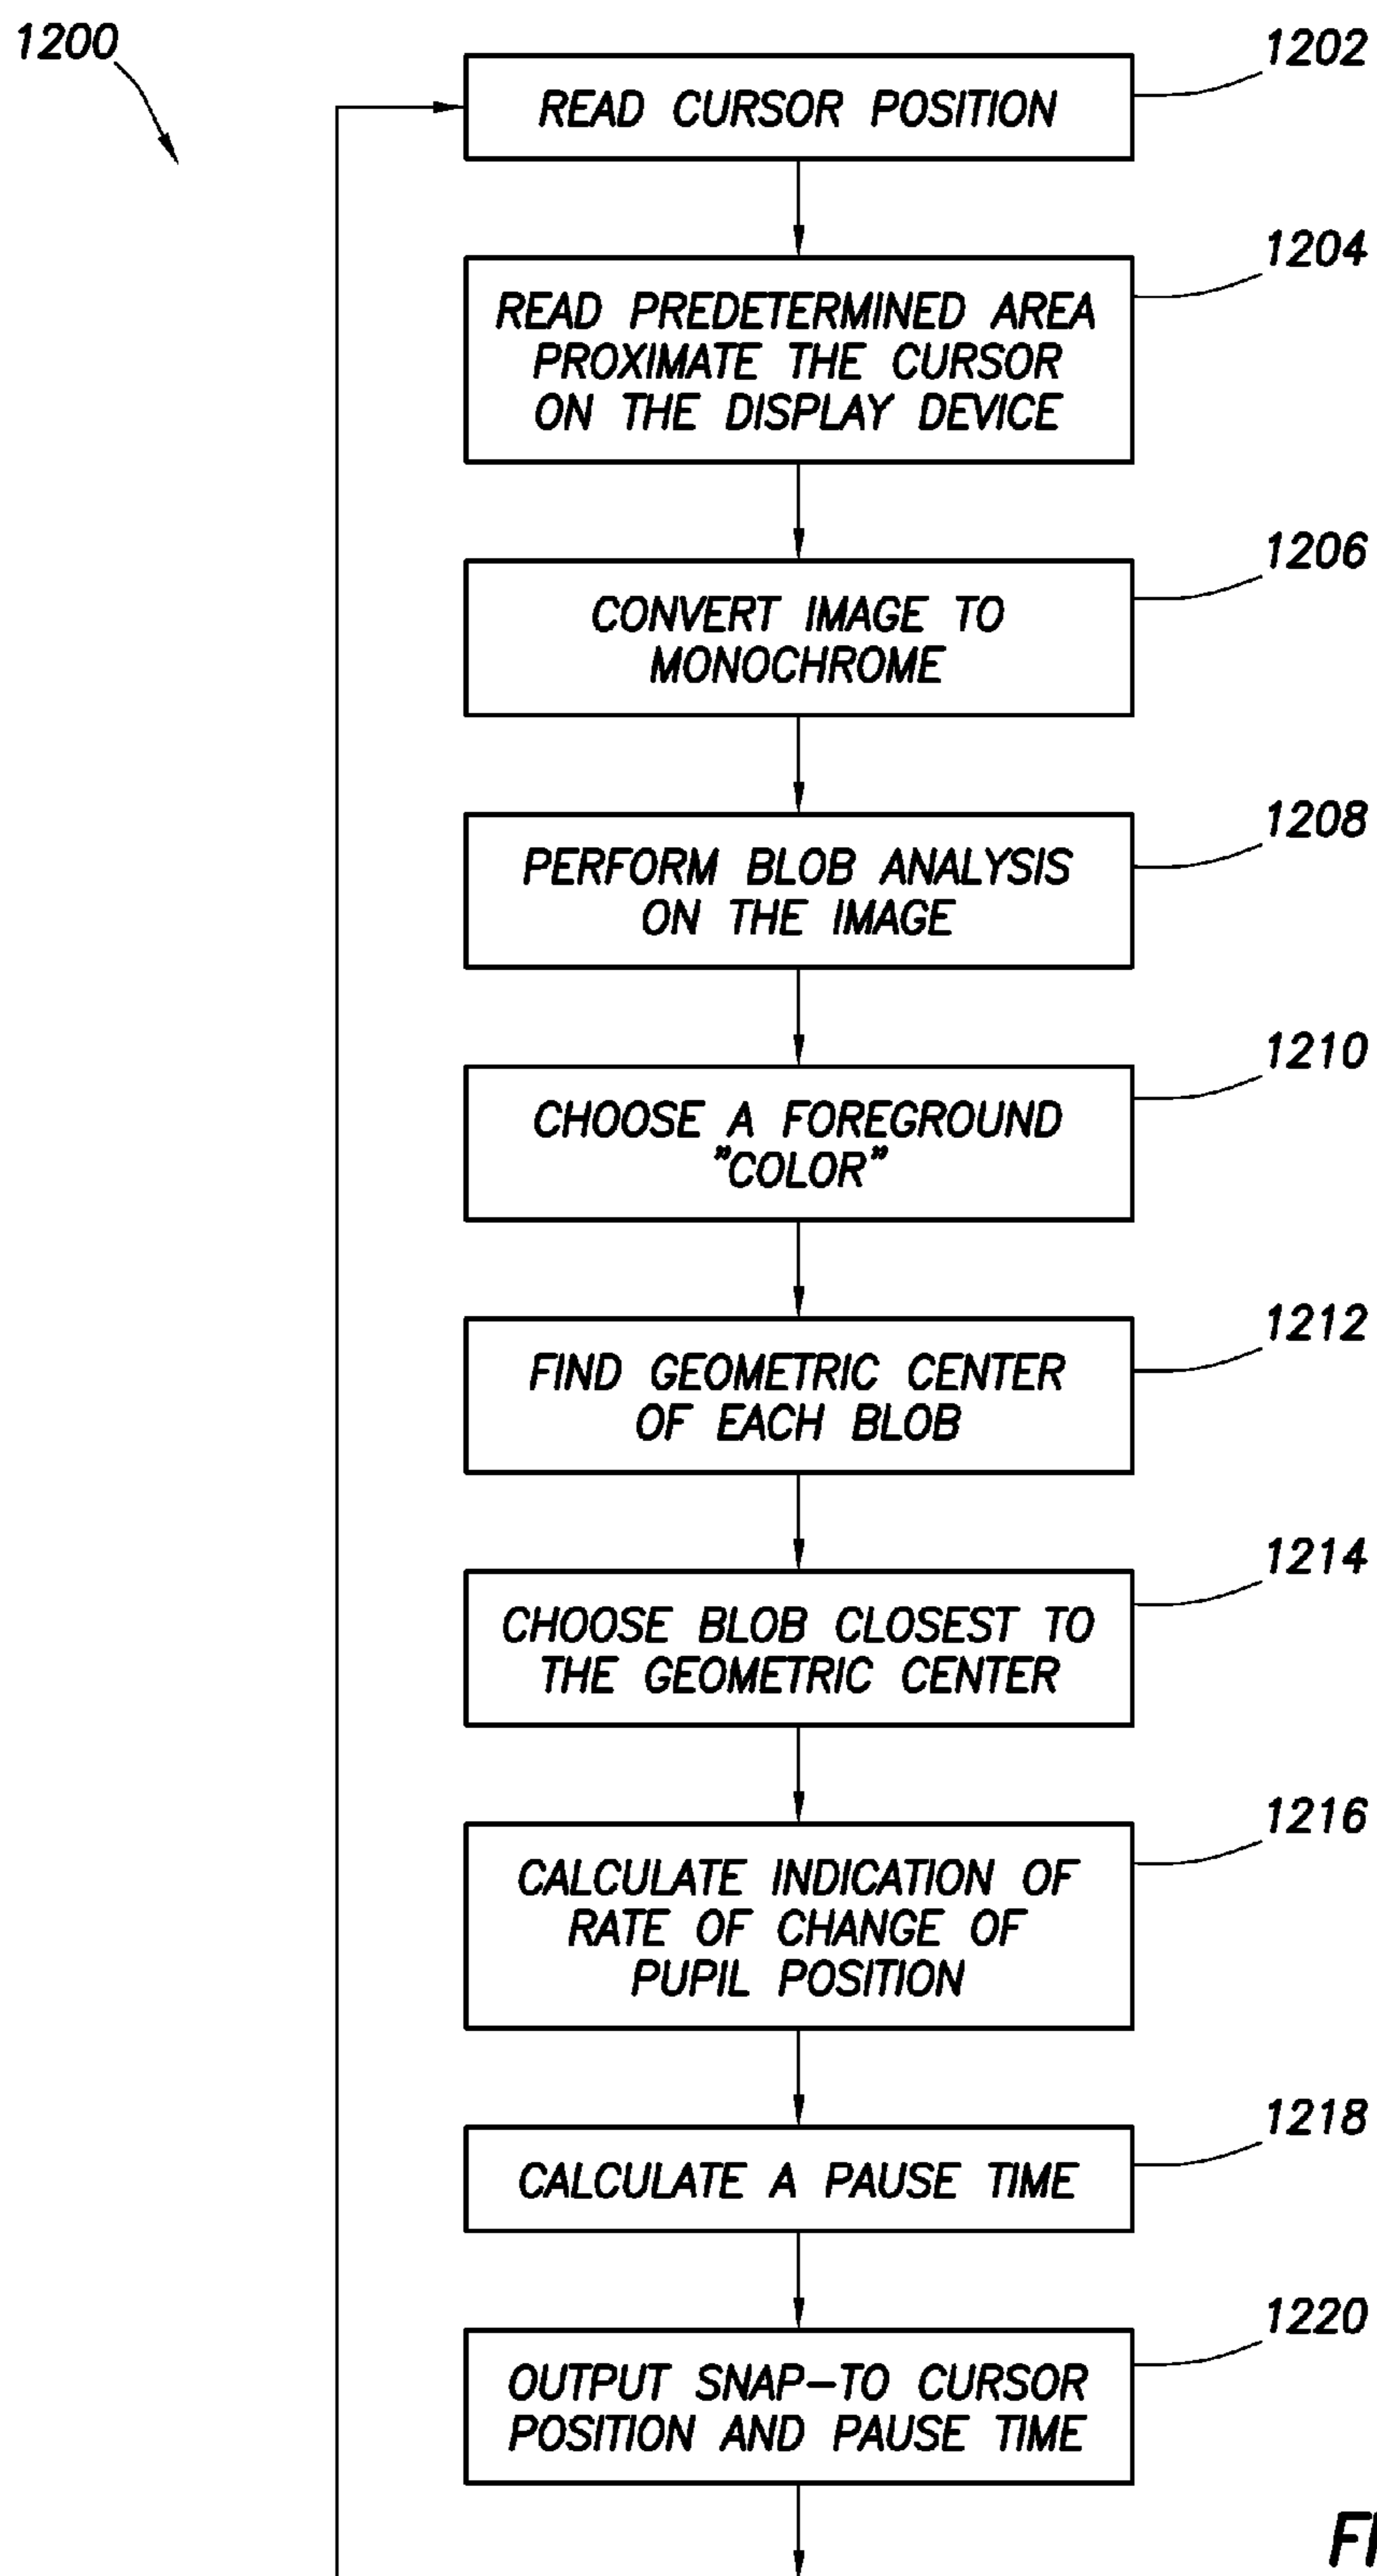 1200
1202
READ CURSOR POSITION
1204
READ PREDETERMINED AREA
PROXIMATE THE CURSOR
ON THE DISPLAY DEVICE
1206
CONVERT IMAGE TO
MONOCHROME
1208
PERFORM BLOB ANALYSIS
ON THE IMAGE
1210
CHOOSE A FOREGROUND
"COLOR"
1212
FIND GEOMETRIC CENTER
OF EACH BLOB
1214
CHOOSE BLOB CLOSEST TO
THE GEOMETRIC CENTER
1216
CALCULATE INDICATION OF
RATE OF CHANGE OF
PUPIL POSITION
1218
CALCULATE A PAUSE TIME
1220
OUTPUT SNAP-TO CURSOR
POSITION AND PAUSE TIME